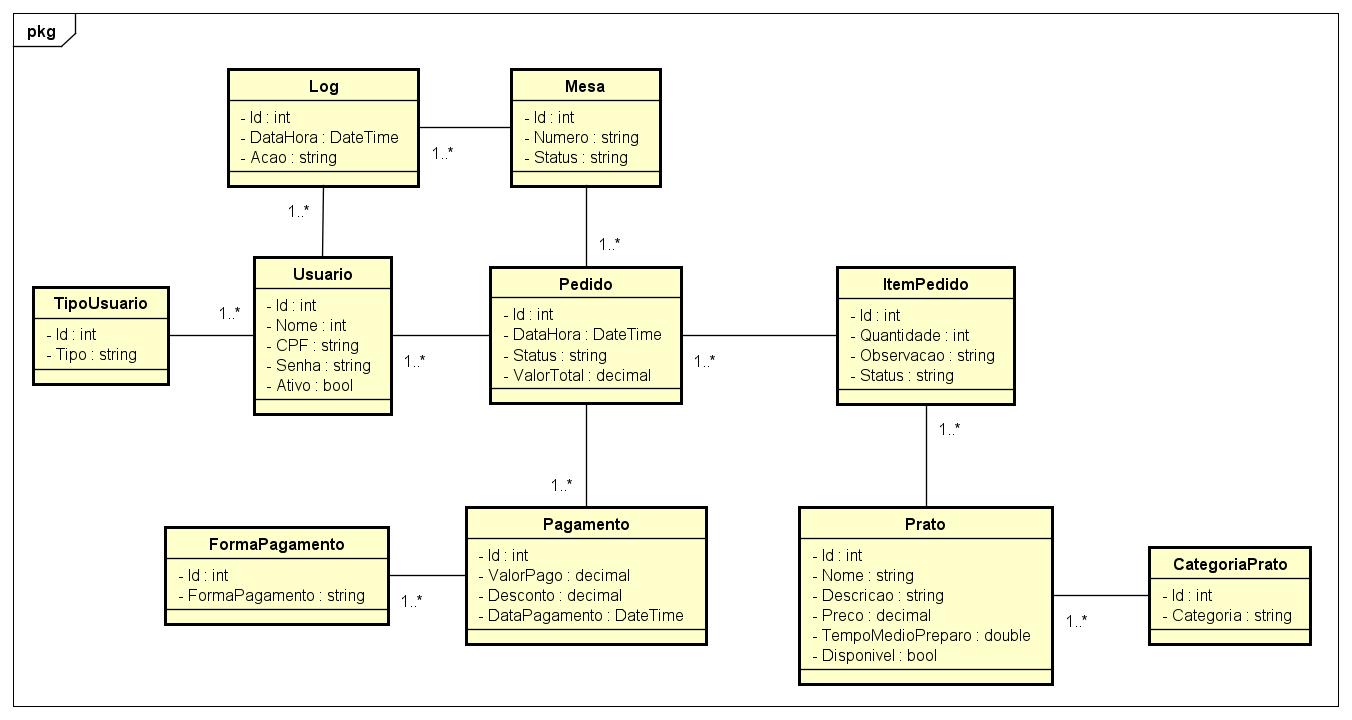 pkg
Log
- Id : int
- DataHora : DateTime
- Acao : string
1..*
Mesa
- Id : int
- Numero : string
- Status : string
1..*
1..*
TipoUsuario
- Id : int
- Tipo : string
1..*
Usuario
- Id : int
- Nome : int
- CPF : string
- Senha : string
- Ativo : bool
1..*
Pedido
- Id : int
- DataHora : DateTime
- Status : string
- ValorTotal : decimal
1..*
ItemPedido
- Id : int
- Quantidade : int
- Observacao : string
- Status : string
1..*
1..*
FormaPagamento
- Id : int
- FormaPagamento : string
1..*
Pagamento
- Id : int
- ValorPago : decimal
- Desconto : decimal
- DataPagamento : DateTime
Prato
- Id : int
- Nome : string
- Descricao : string
- Preco : decimal
- TempoMedioPreparo : double
- Disponivel : bool
1..*
CategoriaPrato
- Id : int
- Categoria : string